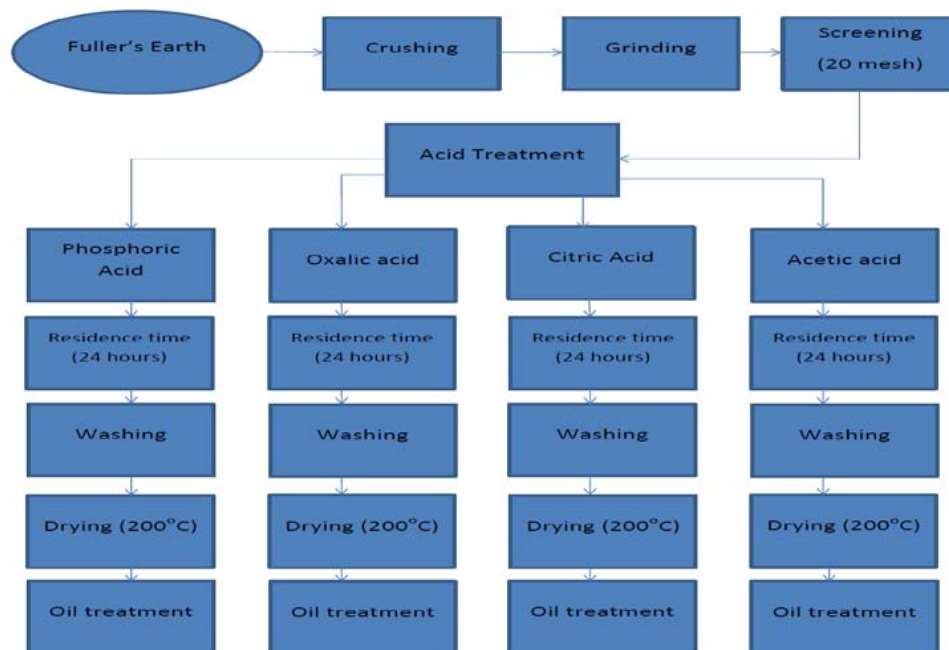 Fuller's Earth
Crushing
Grinding
Screening
(20 mesh)
Acid Treatment
Phosphoric
Acid
Oxalic acid
Citric Acid
Acetic acid
Residence time
(24 hours)
Residence time
(24 hours)
Residence time
(24 hours)
Residence time
(24 hours)
Washing
Washing
Washing
Washing
Drying (200°C)
Drying (200°C)
Drying (200°C)
Drying (200°C)
Oil treatment
Oil treatment
Oil treatment
Oil treatment